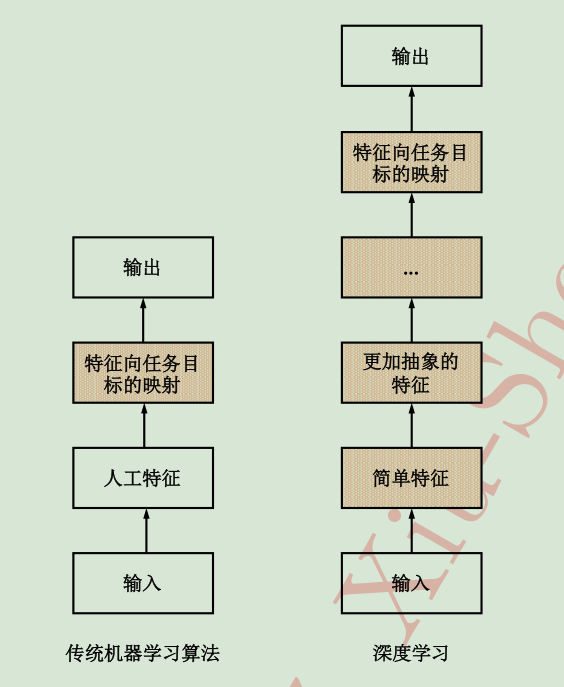 输出
特征向任务目
标的映射
人工特征
输入
传统机器学习算法
输出
特征向任务目
标的映射
...
更加抽象的
特征
简单特征
输入
深度学习
Xiu-She